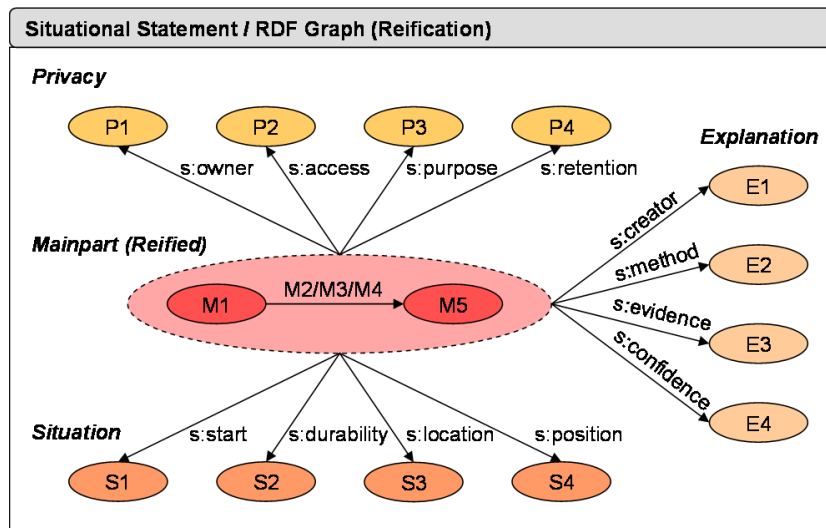 Situational Statement / RDF Graph (Reification)
Privacy
P1 P2 P3 P4
Explanation
s:owner s:access s:purpose s:retention
E1
s:creator
Mainpart (Reified)
s:method
E2
M2/M3/M4
M1 M5
s:evidence
E3
s:confidence
E4
Situation
s:start s:durability s:location s:position
S1 S2 S3 S4